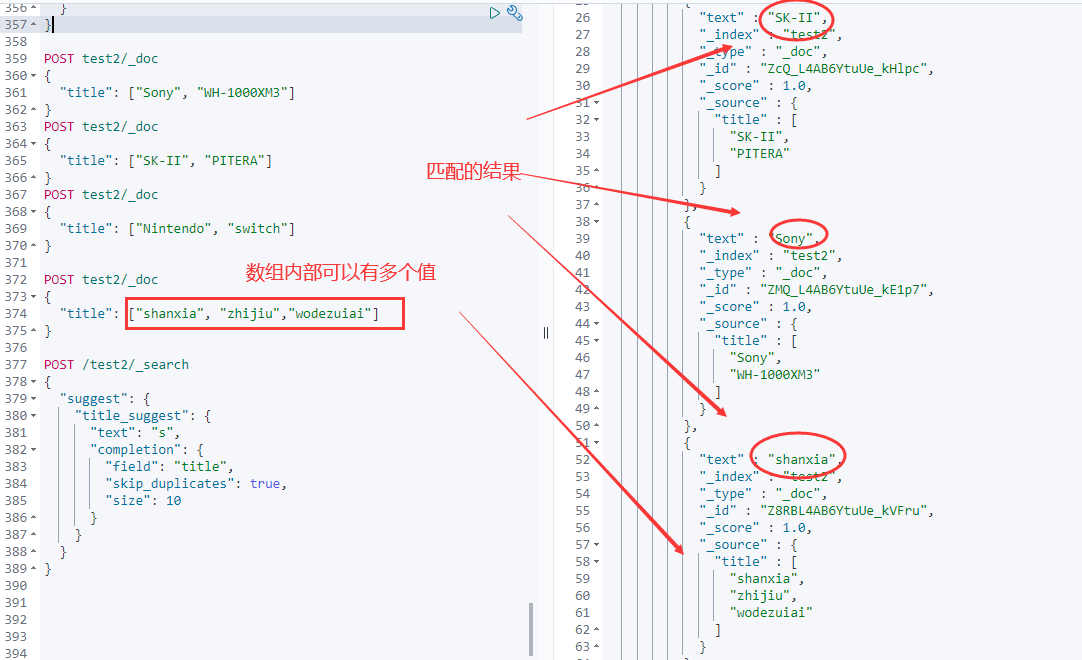 356 }
357 }
358
359 POST test2/_doc
360 {
361 "title": ["Sony", "WH-1000XM3"]
362 }
363 POST test2/_doc
364 {
365 "title": ["SK-II", "PITERA"]
366 }
367 POST test2/_doc
368 {
369 "title": ["Nintendo", "switch"]
370 }
371
数组内部可以有多个值
372 POST test2/_doc
373 {
374 "title": ["shanxia", "zhijiu","wodezuiai"]
375 }
376
377 POST /test2/_search
378 {
379 "suggest": {
380 "title_suggest": {
381 "text": "s",
382 "completion": {
383 "field": "title",
384 "skip_duplicates": true,
385 "size": 10
386 }
387 }
388 }
389 }
390
391
392
393
394
匹配的结果
26 "text" : "SK-II",
27 "_index" : "test2",
28 "_type" : "_doc",
29 "_id" : "ZcQ_L4AB6YtuUe_kHlpc",
30 "_score" : 1.0,
31 "_source" : {
32 "title" : [
33 "SK-II",
34 "PITERA"
35 ]
36 }
37 },
38 {
39 "text" : "Sony",
40 "_index" : "test2",
41 "_type" : "_doc",
42 "_id" : "ZMQ_L4AB6YtuUe_kE1p7",
43 "_score" : 1.0,
44 "_source" : {
45 "title" : [
46 "Sony",
47 "WH-1000XM3"
48 ]
49 }
50 },
51 {
52 "text" : "shanxia",
53 "_index" : "test2",
54 "_type" : "_doc",
55 "_id" : "Z8RBL4AB6YtuUe_kVFru",
56 "_score" : 1.0,
57 "_source" : {
58 "title" : [
59 "shanxia",
60 "zhijiu",
61 "wodezuiai"
62 ]
63 }